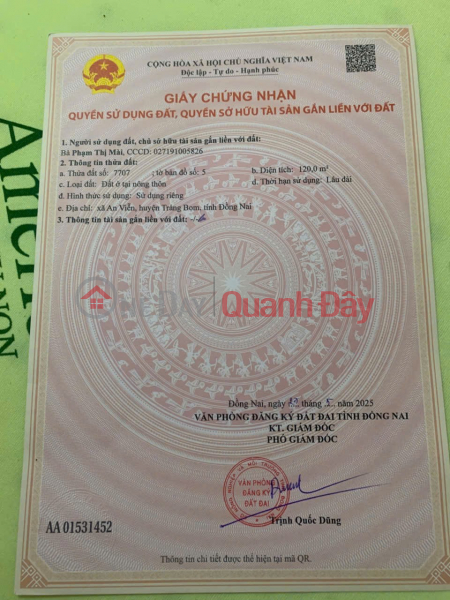 CỘNG HÒA XÃ HỘI CHỦ NGHĨA VIỆT NAM
Độc lập - Tự do - Hạnh phúc
GIẤY CHỨNG NHẬN
QUYỀN SỬ DỤNG ĐẤT, QUYỀN SỞ HỮU TÀI SẢN GẮN LIỀN VỚI ĐẤT
1. Người sử dụng đất, chủ sở hữu tài sản gắn liền với đất:
Bà Phạm Thị Mài, CCCD: 027191005826
2. Thông tin thửa đất:
a. Thửa đất số: 7707 ; tờ bản đồ số: 5 b. Diện tích: 120,0 m²
c. Loại đất: Đất ở tại nông thôn d. Thời hạn sử dụng: Lâu dài
đ. Hình thức sử dụng: Sử dụng riêng
e. Địa chỉ: xã An Viễn, huyện Trảng Bom, tỉnh Đồng Nai
3. Thông tin tài sản gắn liền với đất: -/-
Quanh Đây
Đồng Nai, ngày tháng 5 năm 2025
VĂN PHÒNG ĐĂNG KÝ ĐẤT ĐAI TỈNH ĐỒNG NAI
KT. GIÁM ĐỐC
PHÓ GIÁM ĐỐC
VĂN PHÒNG
ĐĂNG KÝ
ĐẤT ĐAI
Trịnh Quốc Dũng
AA 01531452
Thông tin chi tiết được thể hiện tại mã QR.